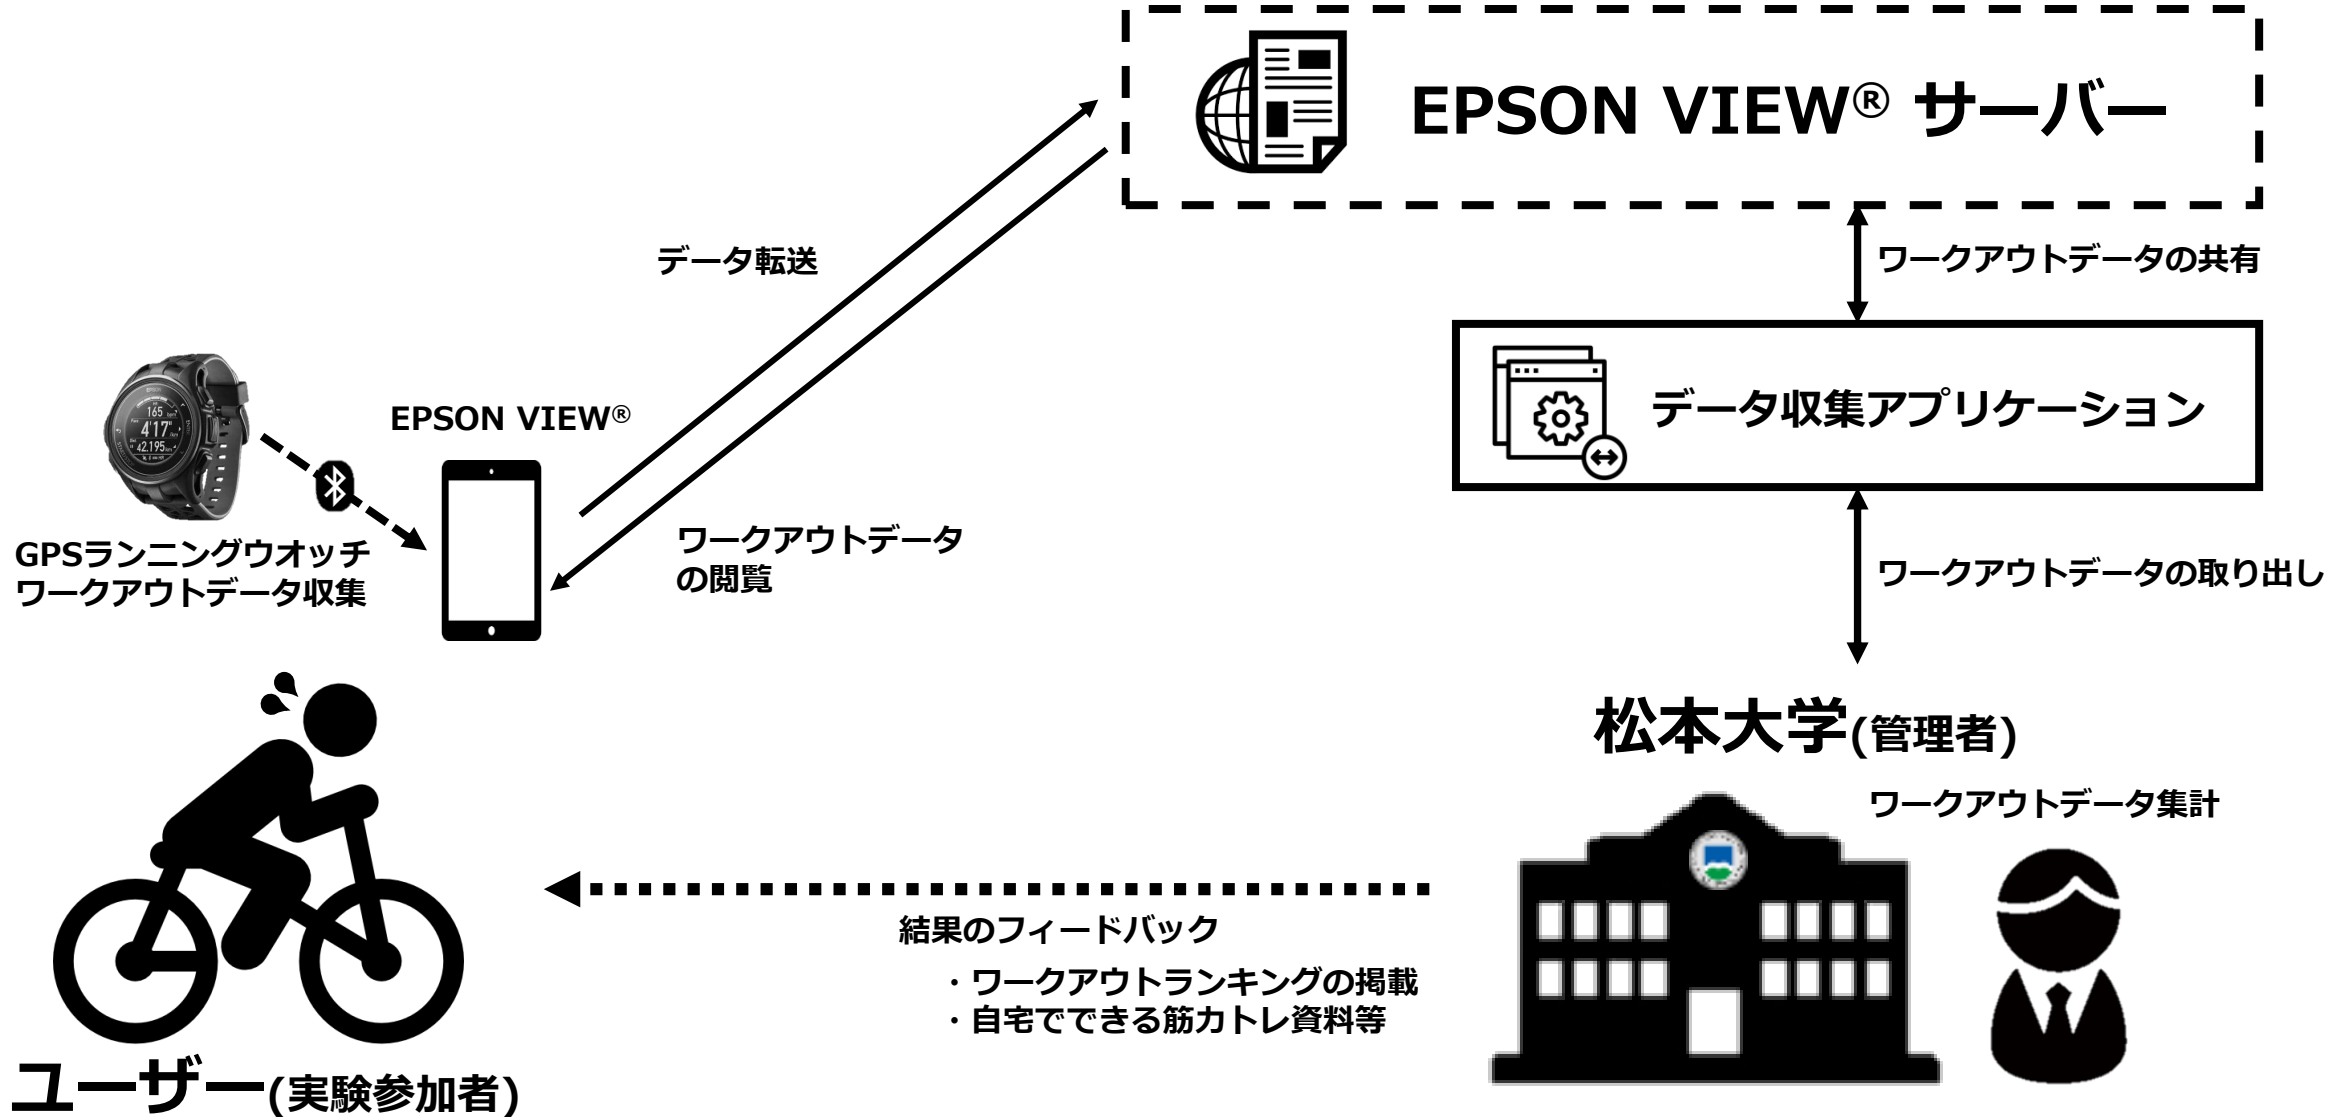 EPSON VIEW® サーバー
データ転送
ワークアウトデータの共有
データ収集アプリケーション
EPSON VIEW®
EPSON
165
4'17"
42.195
GPSランニングウオッチ
ワークアウトデータ収集
ワークアウトデータ
の閲覧
ワークアウトデータの取り出し
松本大学(管理者)
ワークアウトデータ集計
結果のフィードバック
・ワークアウトランキングの掲載
・自宅でできる筋力トレ資料等
ユーザー(実験参加者)